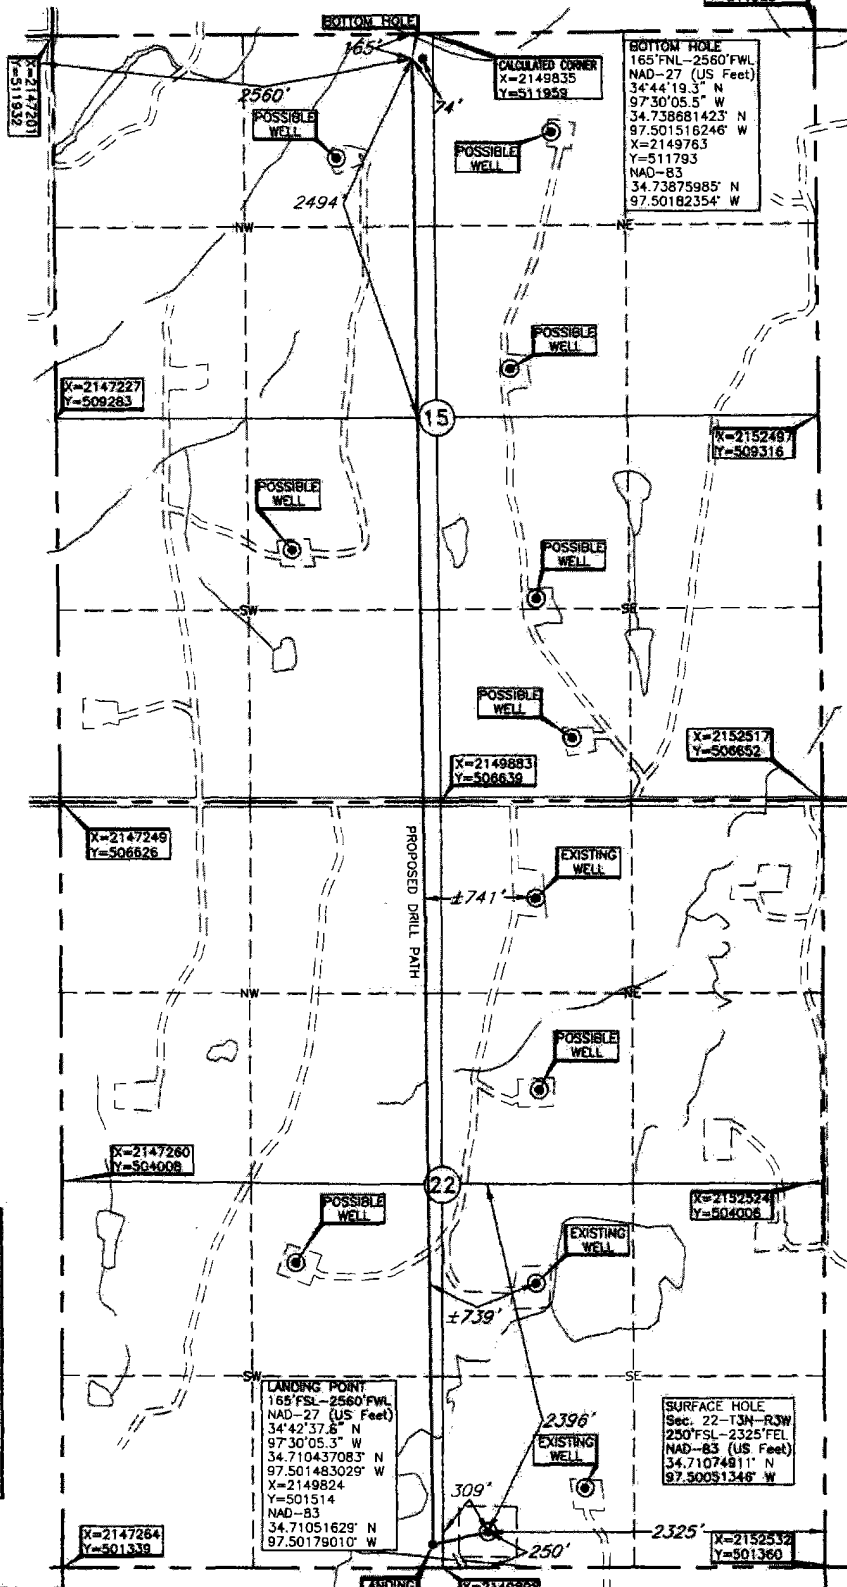 BOTTOM HOLE
165'
X=2147201
Y=511932
2560'
CALCULATED CORNER
X=2149835
Y=511959
74'
BOTTOM HOLE
165'FNL-2560'FWL
NAD-27 (US Feet)
34°44'19.3" N
97°30'05.5" W
34.738681423° N
97.501516246° W
X=2149763
Y=511793
NAD-83
34.73875985° N
97.50182354° W
POSSIBLE
WELL
POSSIBLE
WELL
2494'
NW
NE
POSSIBLE
WELL
X=2147227
Y=509283
15
X=2152497
Y=509316
POSSIBLE
WELL
POSSIBLE
WELL
SW
SE
POSSIBLE
WELL
X=2152517
Y=506652
X=2149883
Y=506639
X=2147249
Y=506626
PROPOSED DRILL PATH
EXISTING
WELL
±741'
NW
NE
POSSIBLE
WELL
X=2147260
Y=504008
22
X=2152524
Y=504006
POSSIBLE
WELL
EXISTING
WELL
±739'
SW
SE
LANDING POINT
165'FSL-2560'FWL
NAD-27 (US Feet)
34°42'37.6" N
97°30'05.3" W
34.710437083° N
97.501483029° W
X=2149824
Y=501514
NAD-83
34.71051629° N
97.50179010° W
SURFACE HOLE
Sec. 22-T3N-R3W
250'FSL-2325'FEL
NAD-83 (US Feet)
34.71074911° N
97.50051346° W
2396'
EXISTING
WELL
309'
2325'
250'
X=2147264
Y=501339
X=2152532
Y=501360
LANDING